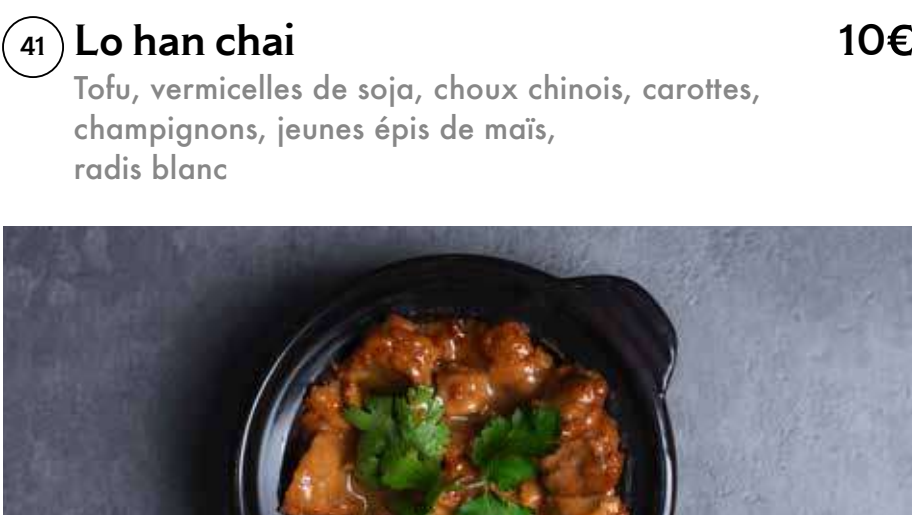 41 Lo han chai 10€
Tofu, vermicelles de soja, choux chinois, carottes,
champignons, jeunes épis de maïs,
radis blanc